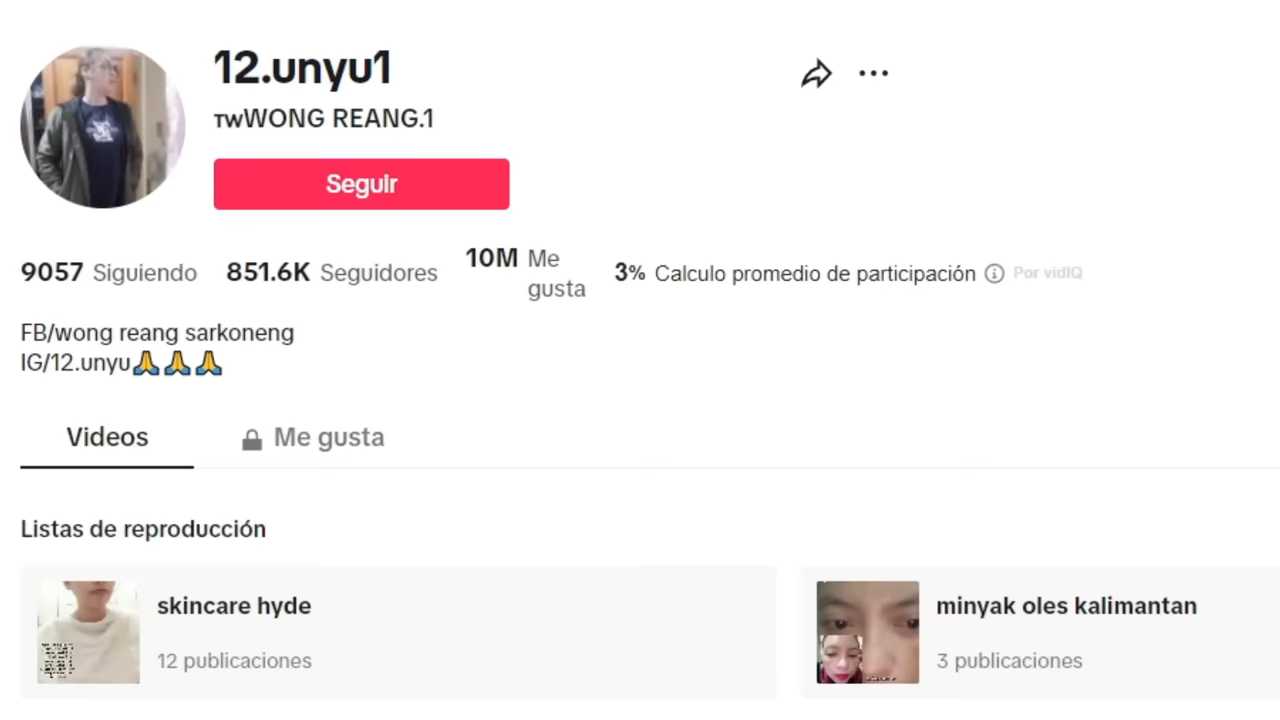 12.unyu1
TWWONG REANG.1
Seguir
9057 Siguiendo
851.6K Seguidores
10M Me gusta
3% Calculo promedio de participación Por vidIQ
FB/wong reang sarkoneng
IG/12.unyu🙏🙏🙏
Videos
Me gusta
Listas de reproducción
skincare hyde
12 publicaciones
minyak oles kalimantan
3 publicaciones